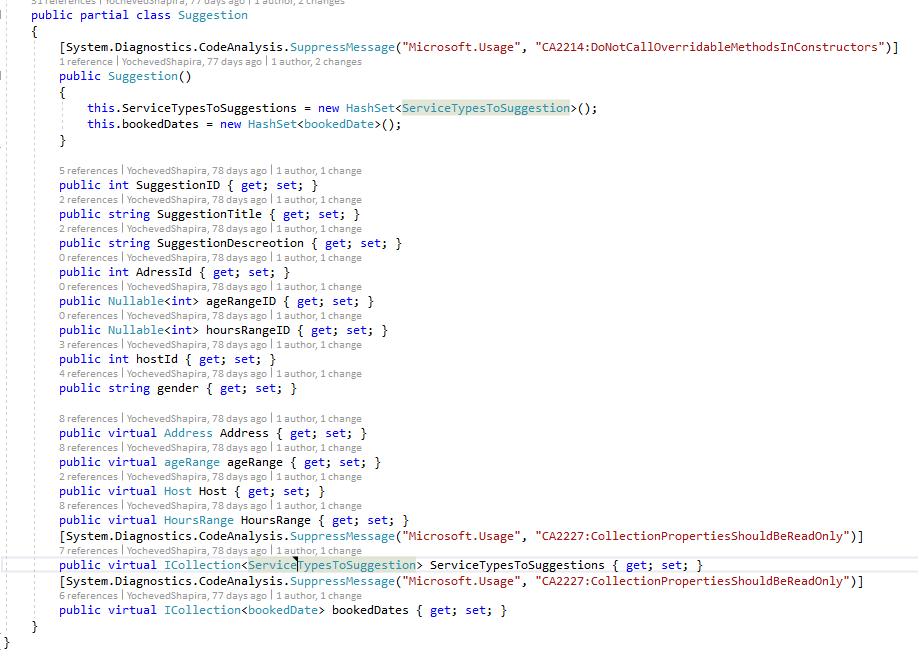 51 references | YochevedShapira, 77 days ago | 1 author, 2 changes
public partial class Suggestion
{
[System.Diagnostics.CodeAnalysis.SuppressMessage("Microsoft.Usage", "CA2214:DoNotCallOverridableMethodsInConstructors")]
1 reference | YochevedShapira, 77 days ago | 1 author, 2 changes
public Suggestion()
{
this.ServiceTypesToSuggestions = new HashSet<ServiceTypesToSuggestion>();
this.bookedDates = new HashSet<bookedDate>();
}
5 references | YochevedShapira, 78 days ago | 1 author, 1 change
public int SuggestionID { get; set; }
2 references | YochevedShapira, 78 days ago | 1 author, 1 change
public string SuggestionTitle { get; set; }
2 references | YochevedShapira, 78 days ago | 1 author, 1 change
public string SuggestionDescreotion { get; set; }
0 references | YochevedShapira, 78 days ago | 1 author, 1 change
public int AdressId { get; set; }
0 references | YochevedShapira, 78 days ago | 1 author, 1 change
public Nullable<int> ageRangeID { get; set; }
0 references | YochevedShapira, 78 days ago | 1 author, 1 change
public Nullable<int> hoursRangeID { get; set; }
3 references | YochevedShapira, 78 days ago | 1 author, 1 change
public int hostId { get; set; }
4 references | YochevedShapira, 78 days ago | 1 author, 1 change
public string gender { get; set; }
8 references | YochevedShapira, 78 days ago | 1 author, 1 change
public virtual Address Address { get; set; }
8 references | YochevedShapira, 78 days ago | 1 author, 1 change
public virtual ageRange ageRange { get; set; }
2 references | YochevedShapira, 78 days ago | 1 author, 1 change
public virtual Host Host { get; set; }
8 references | YochevedShapira, 78 days ago | 1 author, 1 change
public virtual HoursRange HoursRange { get; set; }
[System.Diagnostics.CodeAnalysis.SuppressMessage("Microsoft.Usage", "CA2227:CollectionPropertiesShouldBeReadOnly")]
7 references | YochevedShapira, 78 days ago | 1 author, 1 change
public virtual ICollection<ServiceTypesToSuggestion> ServiceTypesToSuggestions { get; set; }
[System.Diagnostics.CodeAnalysis.SuppressMessage("Microsoft.Usage", "CA2227:CollectionPropertiesShouldBeReadOnly")]
6 references | YochevedShapira, 77 days ago | 1 author, 1 change
public virtual ICollection<bookedDate> bookedDates { get; set; }
}
}